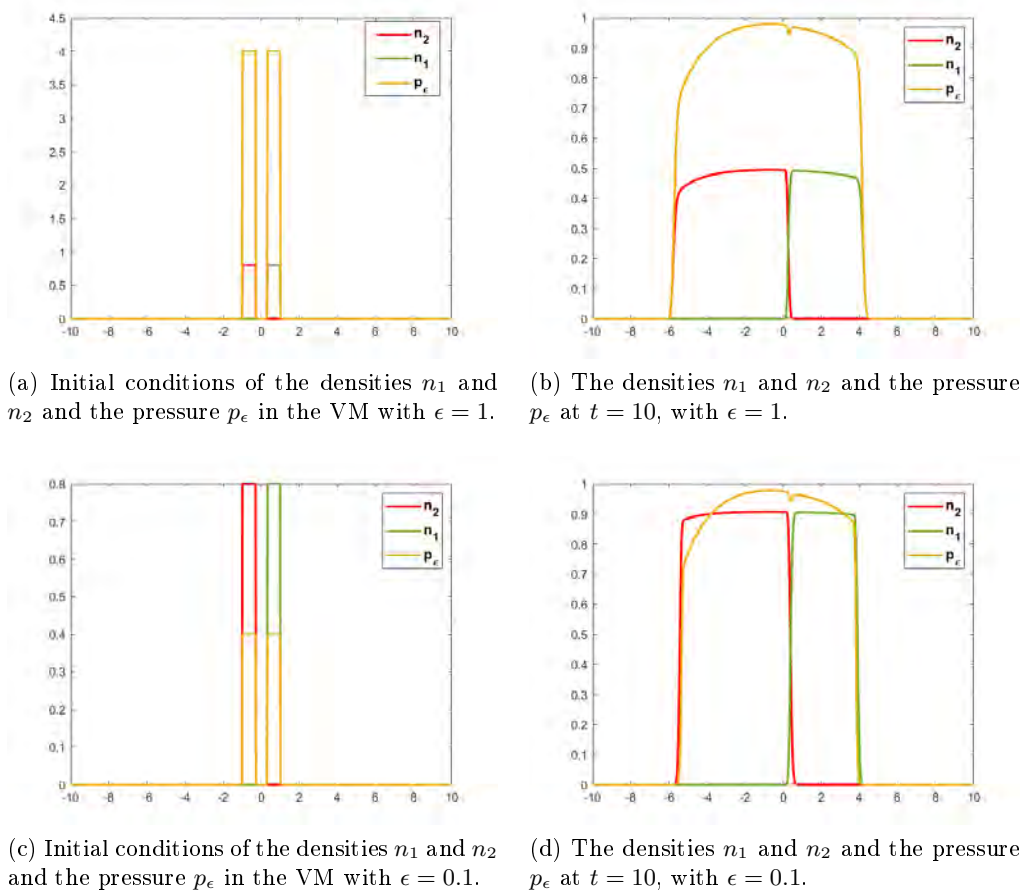 4.5
4
3.5
3
2.5
2
1.5
1
0.5
0
-10 -8 -6 -4 -2 0 2 4 6 8 10
n₂
n₁
pϵ
1
0.9
0.8
0.7
0.6
0.5
0.4
0.3
0.2
0.1
0
-10 -8 -6 -4 -2 0 2 4 6 8 10
n₂
n₁
pϵ
(a) Initial conditions of the densities n₁ and
n₂ and the pressure pϵ in the VM with ϵ = 1.
(b) The densities n₁ and n₂ and the pressure
pϵ at t = 10, with ϵ = 1.
0.8
0.7
0.6
0.5
0.4
0.3
0.2
0.1
0
-10 -8 -6 -4 -2 0 2 4 6 8 10
n₂
n₁
pϵ
1
0.9
0.8
0.7
0.6
0.5
0.4
0.3
0.2
0.1
0
-10 -8 -6 -4 -2 0 2 4 6 8 10
n₂
n₁
pϵ
(c) Initial conditions of the densities n₁ and n₂
and the pressure pϵ in the VM with ϵ = 0.1.
(d) The densities n₁ and n₂ and the pressure
pϵ at t = 10, with ϵ = 0.1.